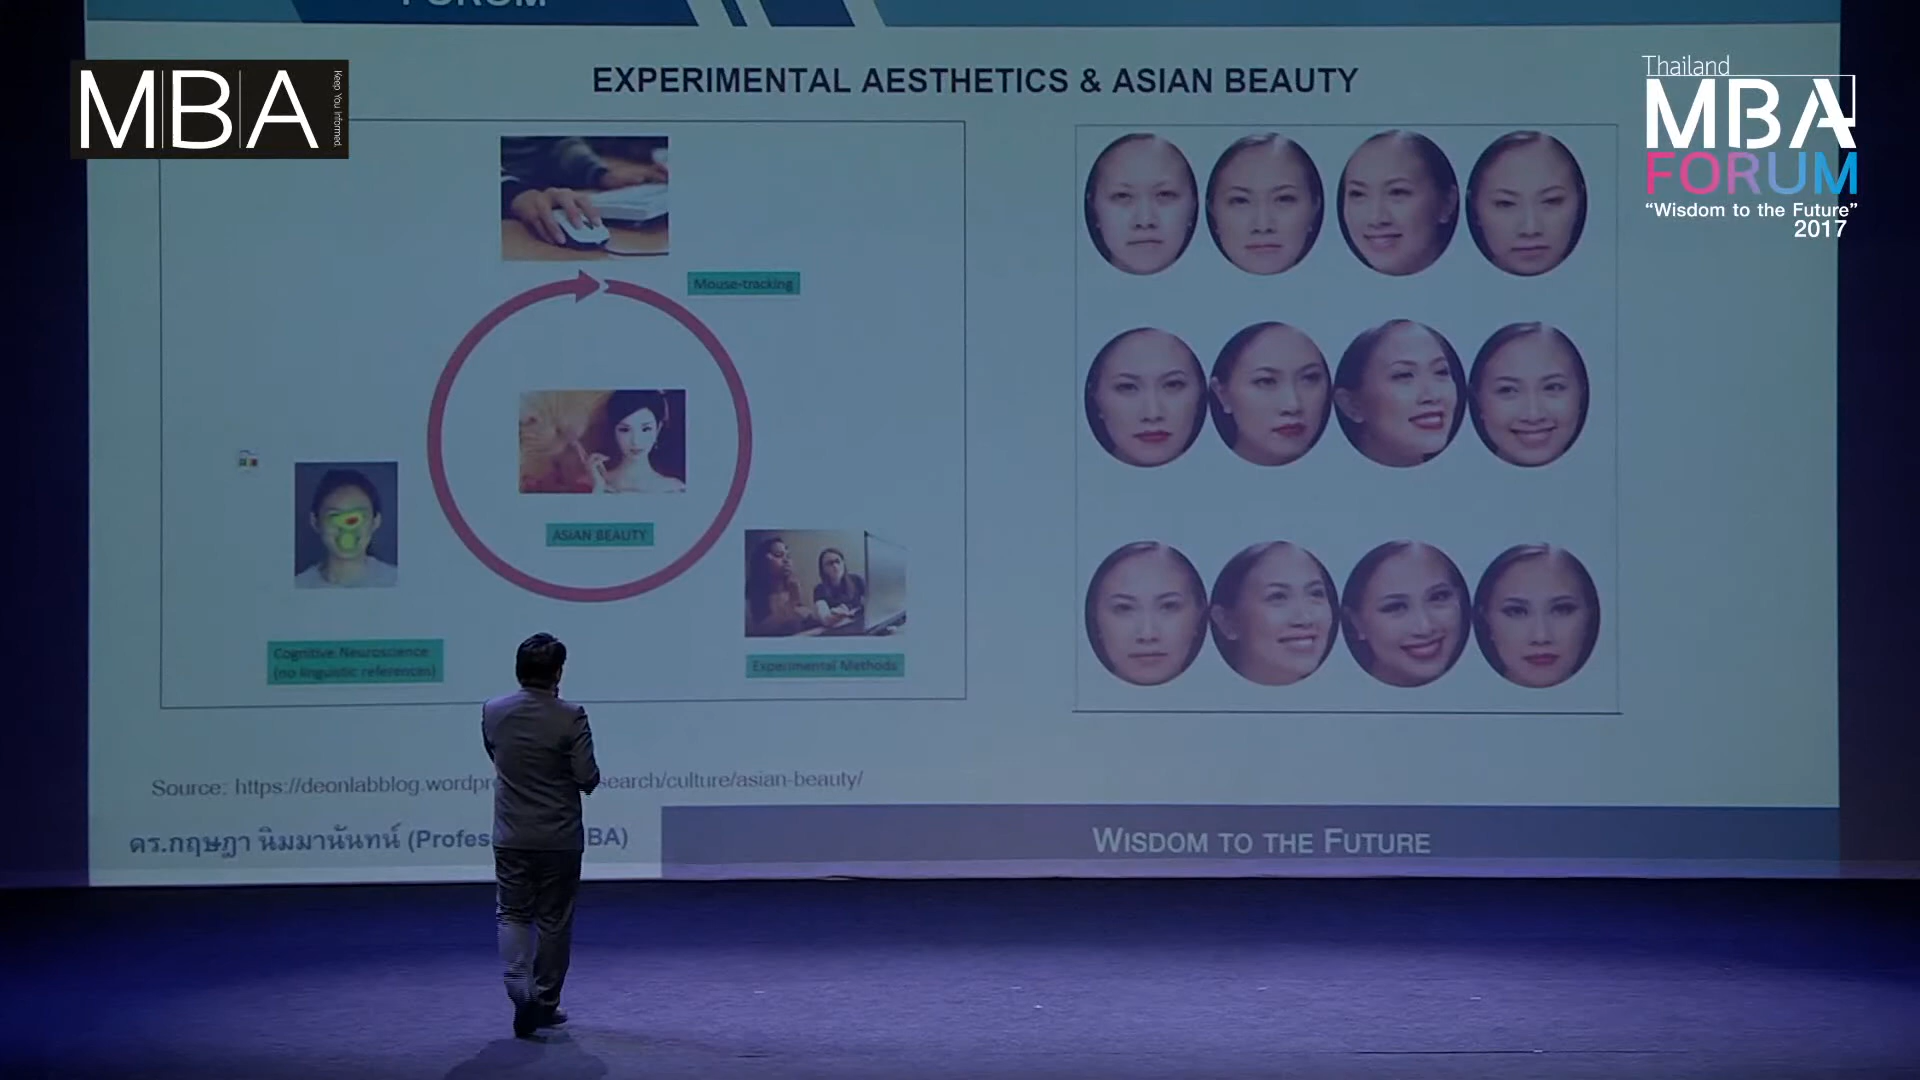 FORUM
MBA
Keep You Informed.
Thailand
MBA
FORUM
“Wisdom to the Future”
2017
EXPERIMENTAL AESTHETICS & ASIAN BEAUTY
Mouse-tracking
ASIAN BEAUTY
Cognitive Neuroscience
(no linguistic references)
Experimental Methods
Source: https://deonlabblog.wordpr search/culture/asian-beauty/
ดร.กฤษฎา นิมมานันทน์ (Profes BA)
WISDOM TO THE FUTURE